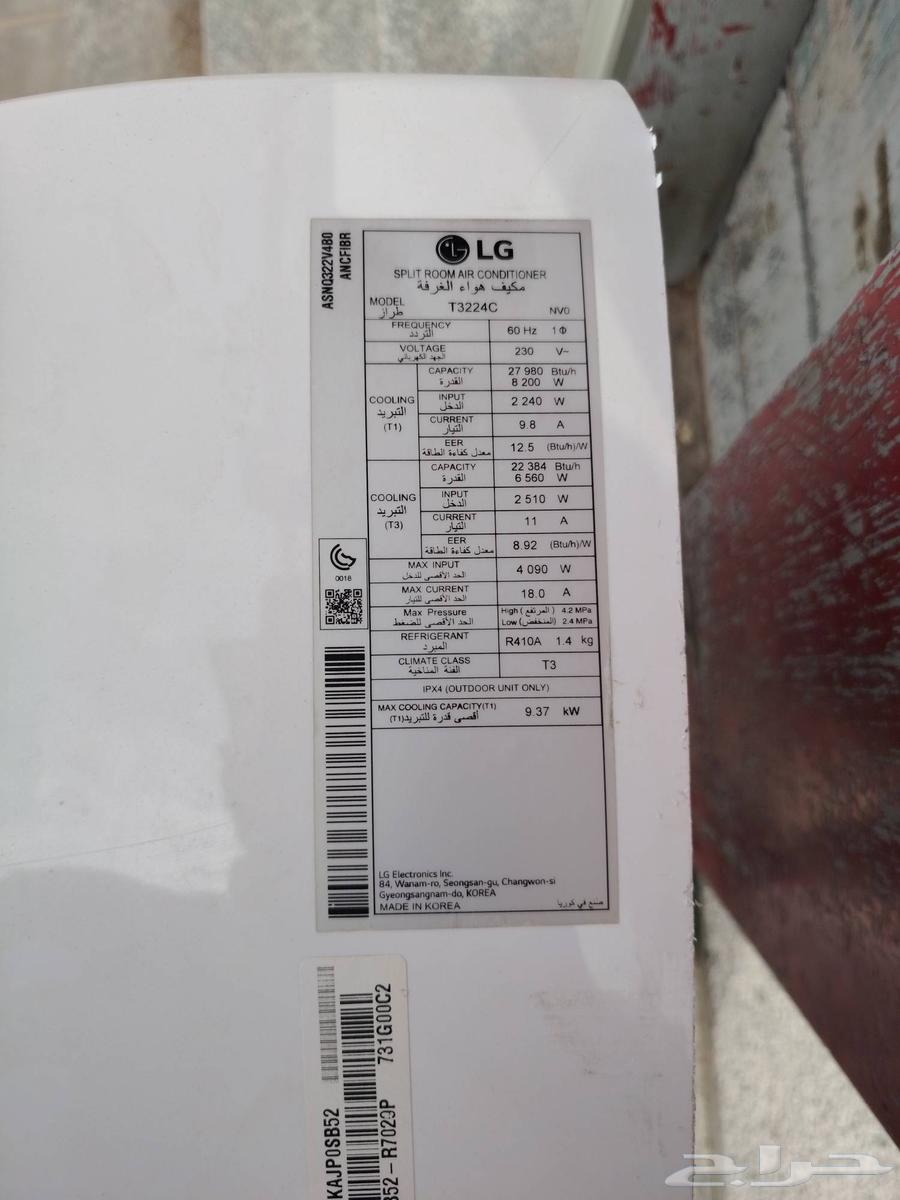 ASNQ322V4B0
ANCFIBR
LG
SPLIT ROOM AIR CONDITIONER
مكيف هواء الغرفة
MODEL T3224C NV0
طراز
FREQUENCY 60 Hz 1Φ
التردد
VOLTAGE 230 V~
الجهد الكهربائي
COOLING
التبريد
(T1)
CAPACITY 27 980 Btu/h
القدرة 8 200 W
INPUT 2 240 W
الدخل
CURRENT 9.8 A
التيار
EER 12.5 (Btu/h)/W
معدل كفاءة الطاقة
COOLING
التبريد
(T3)
CAPACITY 22 384 Btu/h
القدرة 6 560 W
INPUT 2 510 W
الدخل
CURRENT 11 A
التيار
EER 8.92 (Btu/h)/W
معدل كفاءة الطاقة
0018
MAX INPUT 4 090 W
الحد الأقصى للدخل
MAX CURRENT 18.0 A
الحد الأقصى للتيار
Max Pressure High (المرتفع) 4.2 MPa
الحد الأقصى للضغط Low (المنخفض) 2.4 MPa
REFRIGERANT R410A 1.4 kg
المبرد
CLIMATE CLASS T3
الفئة المناخية
IPX4 (OUTDOOR UNIT ONLY)
MAX COOLING CAPACITY(T1) 9.37 kW
أقصى قدرة للتبريد(T1)
LG Electronics Inc.
84, Wanam-ro, Seongsan-gu, Changwon-si
Gyeongsangnam-do, KOREA
MADE IN KOREA صنع في كوريا
KAJP0SB52
352-R7029P 731G00C2
حراج